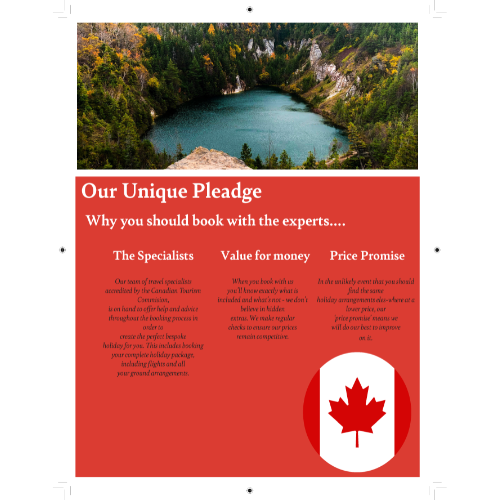 Our Unique Pleadge
Why you should book with the experts....
The Specialists
Our team of travel specialists
accredited by the Canadian Tourism
Commission,
is on hand to offer help and advice
throughout the booking process in
order to
create the perfect bespoke
holiday for you. This includes booking
your complete holiday package,
including flights and all
your ground arrangements.
Value for money
When you book with us
you'll know exactly what is
included and what's not - we don't
believe in hidden
extras. We make regular
checks to ensure our prices
remain competitive.
Price Promise
In the unlikely event that you should
find the same
holiday arrangements else-where at a
lower price, our
'price promise' means we
will do our best to improve
on it.